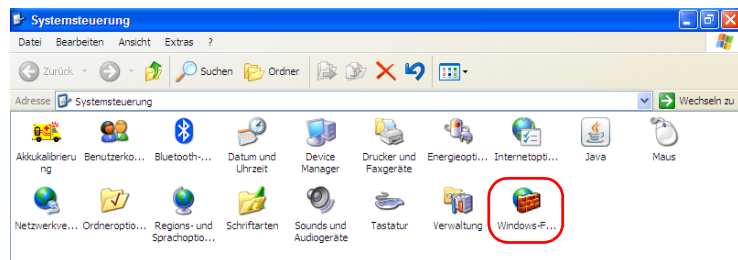 Systemsteuerung
Datei Bearbeiten Ansicht Extras ?
Zurück Suchen Ordner
Adresse Systemsteuerung Wechseln zu
Akkukalibrieru Benutzerko... Bluetooth-... Datum und Device Drucker und Energieopti... Internetopti... Java Maus
ng Uhrzeit Manager Faxgeräte
Netzwerkve... Ordneroptio... Regions- und Schriftarten Sounds und Tastatur Verwaltung Windows-F...
Sprachoptio... Audiogeräte